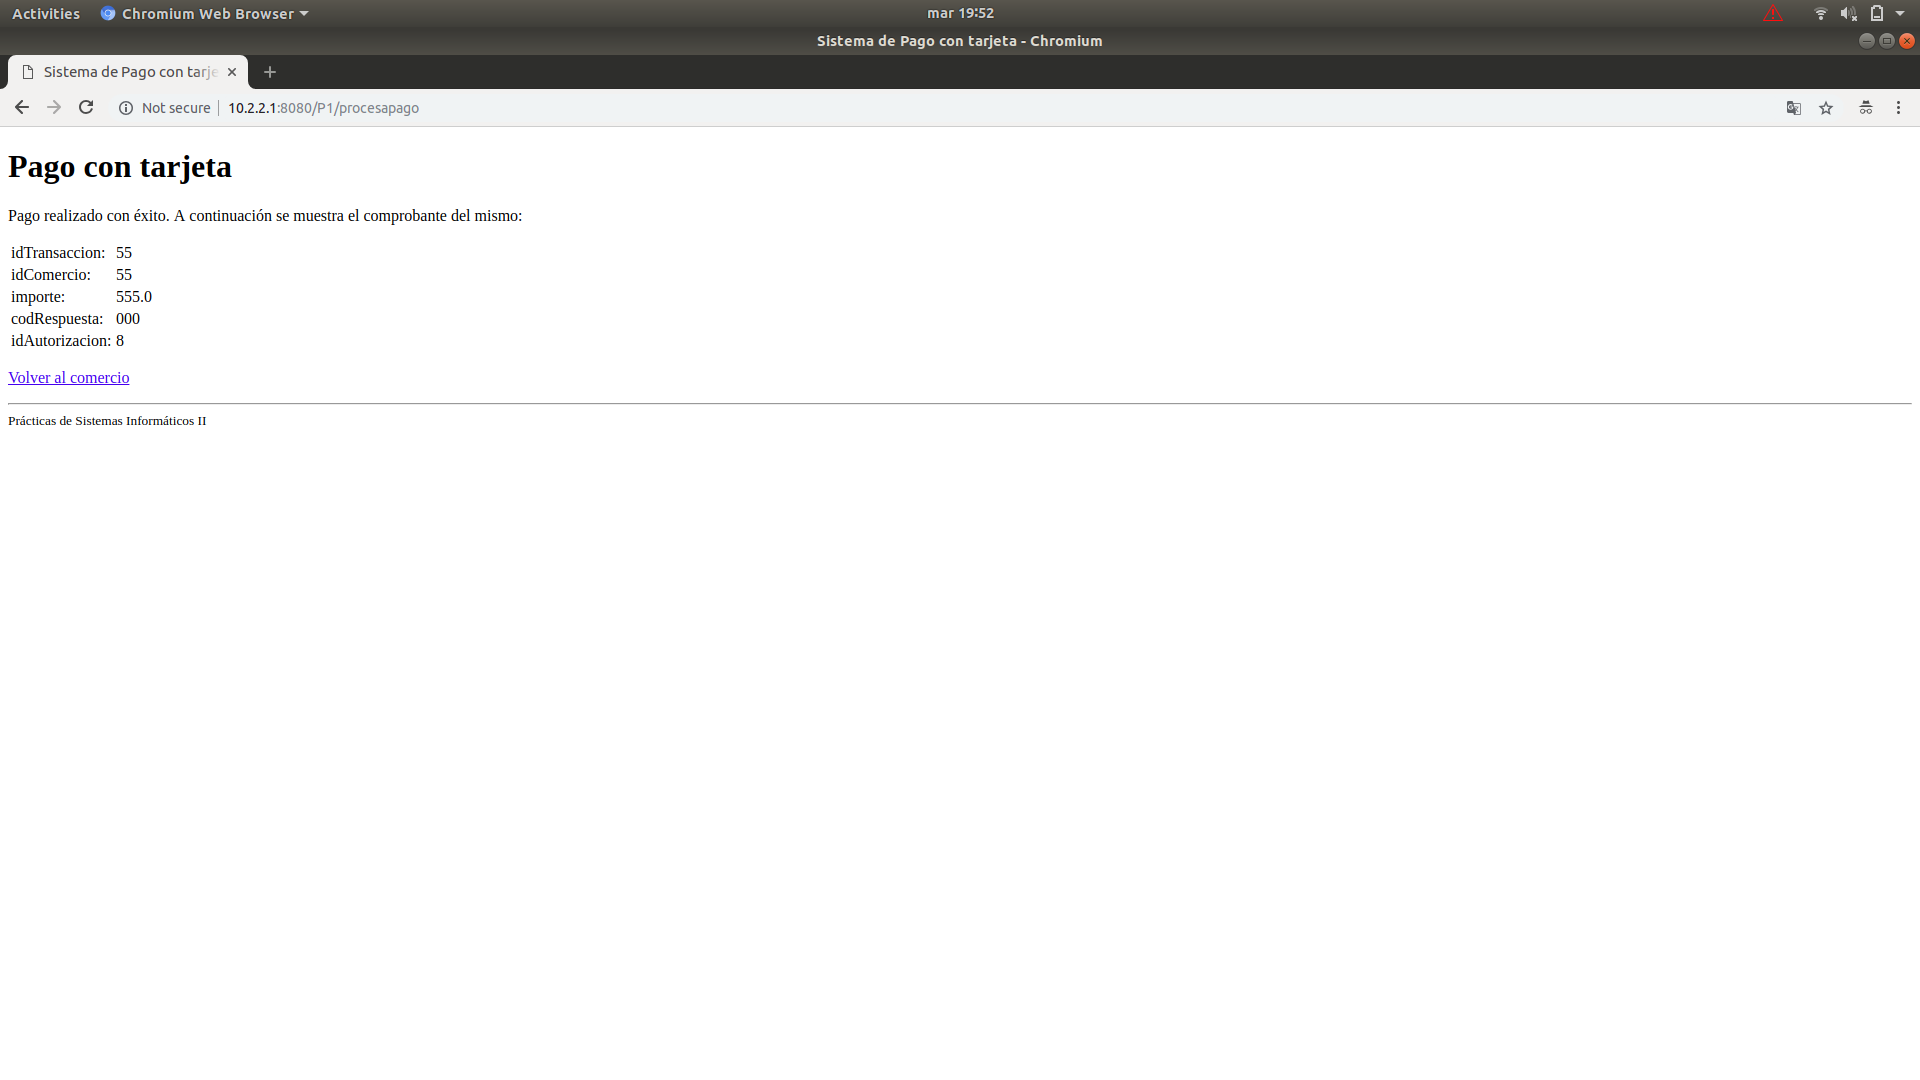 Activities Chromium Web Browser mar 19:52
Sistema de Pago con tarjeta - Chromium
Sistema de Pago con tarje
Not secure 10.2.2.1:8080/P1/procesapago
Pago con tarjeta
Pago realizado con éxito. A continuación se muestra el comprobante del mismo:
idTransaccion: 55
idComercio: 55
importe: 555.0
codRespuesta: 000
idAutorizacion: 8
Volver al comercio
Prácticas de Sistemas Informáticos II